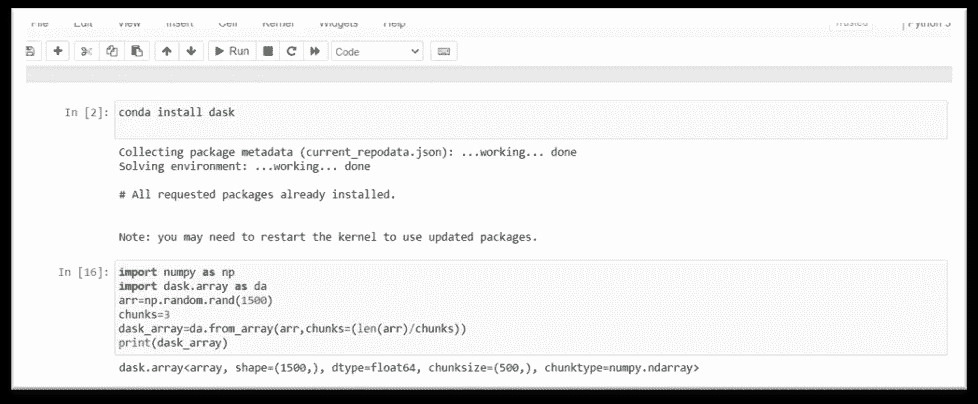 File Edit View Insert Cell Kernel Widgets Help
Trusted Python 3
Run Code
In [2]: conda install dask
Collecting package metadata (current_repodata.json): ...working... done
Solving environment: ...working... done
# All requested packages already installed.
Note: you may need to restart the kernel to use updated packages.
In [16]: import numpy as np
import dask.array as da
arr=np.random.rand(1500)
chunks=3
dask_array=da.from_array(arr,chunks=(len(arr)/chunks))
print(dask_array)
dask.array<array, shape=(1500,), dtype=float64, chunksize=(500,), chunktype=numpy.ndarray>